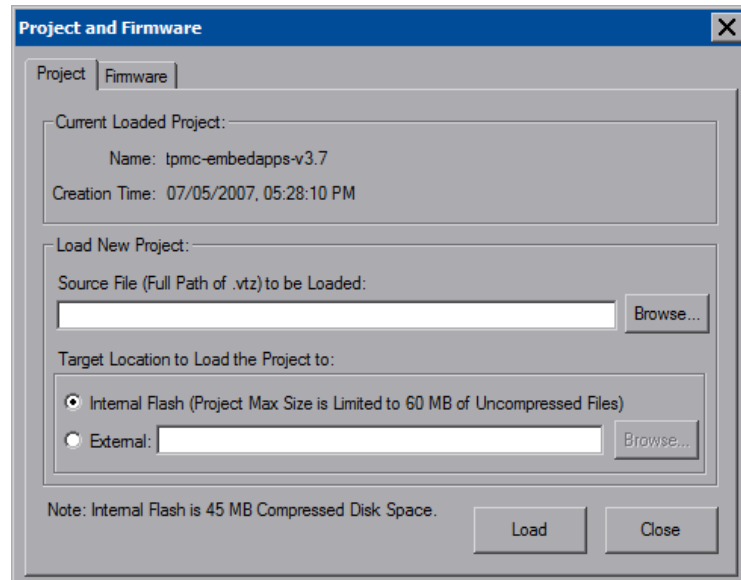 Project and Firmware
Project
Firmware
Current Loaded Project:
Name: tpmc-embedapps-v3.7
Creation Time: 07/05/2007, 05:28:10 PM
Load New Project:
Source File (Full Path of .vtz) to be Loaded:
Browse...
Target Location to Load the Project to:
Internal Flash (Project Max Size is Limited to 60 MB of Uncompressed Files)
External:
Browse...
Note: Internal Flash is 45 MB Compressed Disk Space.
Load
Close